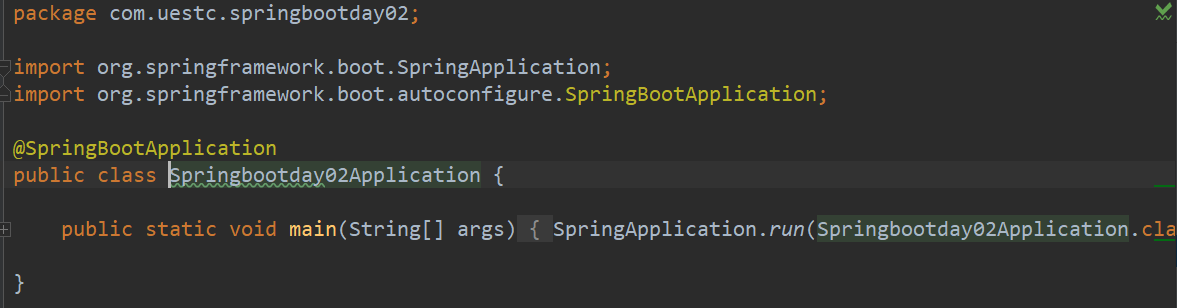 package com.uestc.springbootday02;
import org.springframework.boot.SpringApplication;
import org.springframework.boot.autoconfigure.SpringBootApplication;
@SpringBootApplication
public class Springbootday02Application {
public static void main(String[] args) { SpringApplication.run(Springbootday02Application.cla
}